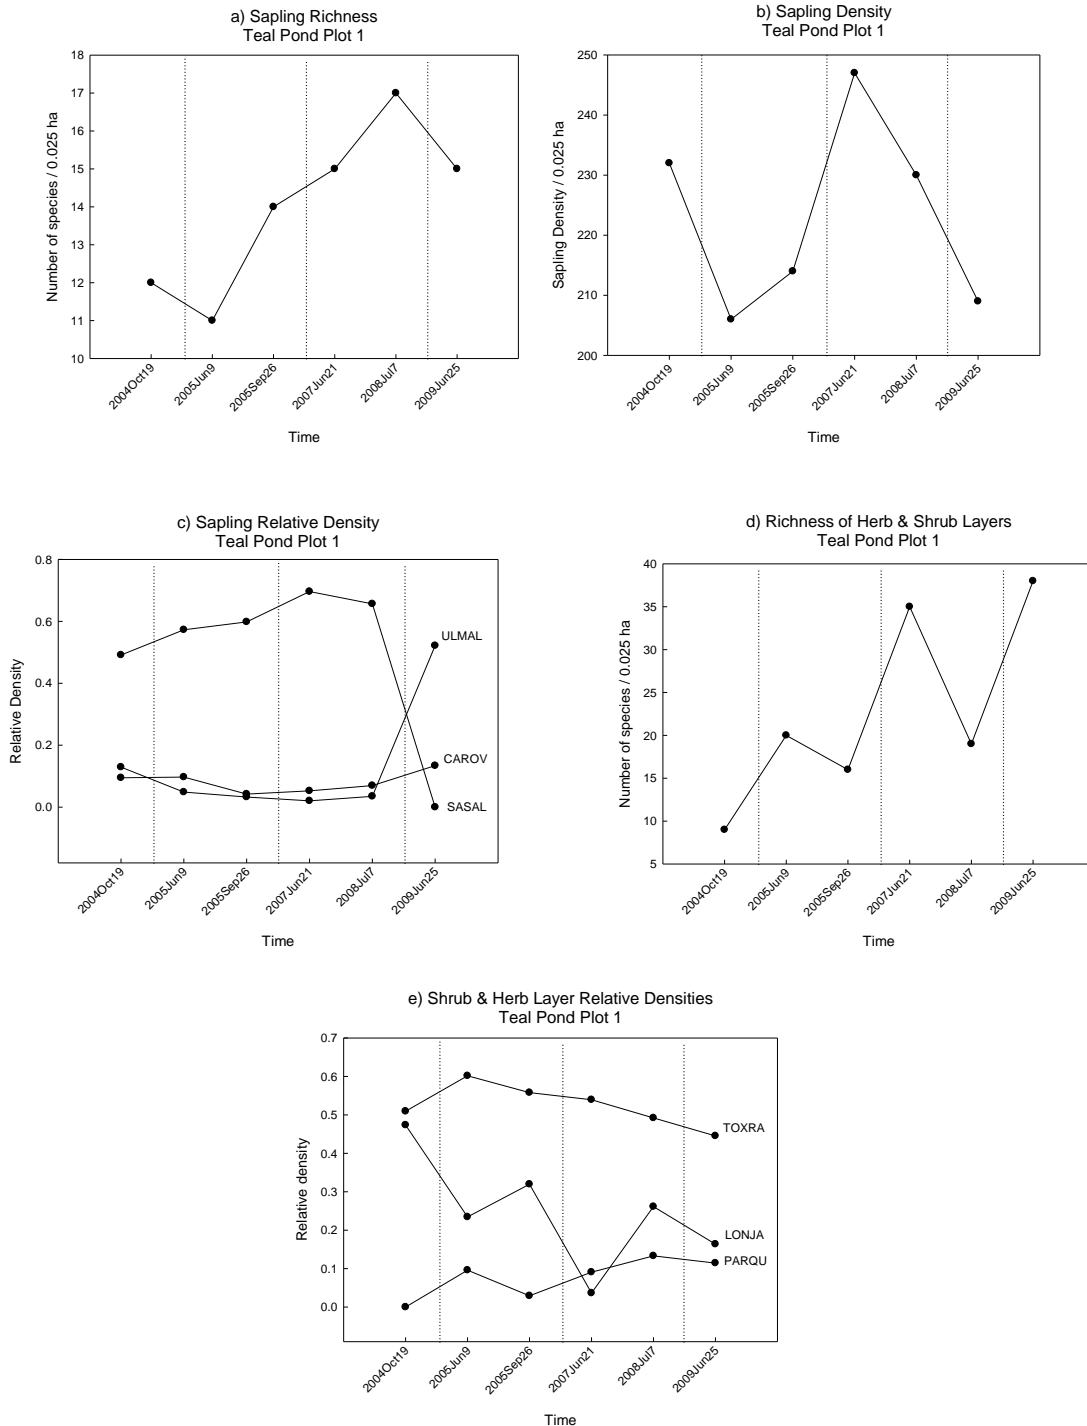 a) Sapling Richness
Teal Pond Plot 1
Number of species / 0.025 ha
18
17
16
15
14
13
12
11
10
2004Oct19
2005Jun9
2005Sep26
2007Jun21
2008Jul7
2009Jun25
Time
b) Sapling Density
Teal Pond Plot 1
Sapling Density / 0.025 ha
250
240
230
220
210
200
2004Oct19
2005Jun9
2005Sep26
2007Jun21
2008Jul7
2009Jun25
Time
c) Sapling Relative Density
Teal Pond Plot 1
Relative Density
0.8
0.6
0.4
0.2
0.0
ULMAL
CAROV
SASAL
2004Oct19
2005Jun9
2005Sep26
2007Jun21
2008Jul7
2009Jun25
Time
d) Richness of Herb & Shrub Layers
Teal Pond Plot 1
Number of species / 0.025 ha
40
35
30
25
20
15
10
5
2004Oct19
2005Jun9
2005Sep26
2007Jun21
2008Jul7
2009Jun25
Time
e) Shrub & Herb Layer Relative Densities
Teal Pond Plot 1
Relative density
0.7
0.6
0.5
0.4
0.3
0.2
0.1
0.0
TOXRA
LONJA
PARQU
2004Oct19
2005Jun9
2005Sep26
2007Jun21
2008Jul7
2009Jun25
Time